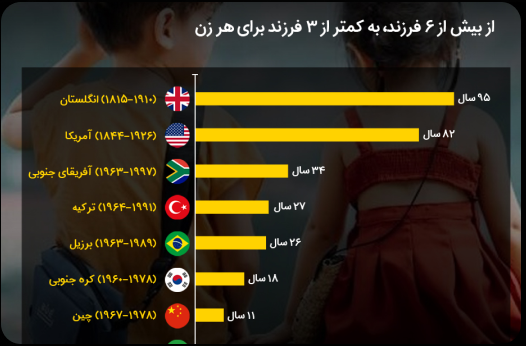 از بیش از ۶ فرزند، به کمتر از ۳ فرزند برای هر زن
انگلستان (۱۸۱۵-۱۹۱۰) ۹۵ سال
آمریکا (۱۸۴۴-۱۹۲۶) ۸۲ سال
آفریقای جنوبی (۱۹۶۳-۱۹۹۷) ۳۴ سال
ترکیه (۱۹۶۴-۱۹۹۱) ۲۷ سال
برزیل (۱۹۶۳-۱۹۸۹) ۲۶ سال
کره جنوبی (۱۹۶۰-۱۹۷۸) ۱۸ سال
چین (۱۹۶۷-۱۹۷۸) ۱۱ سال